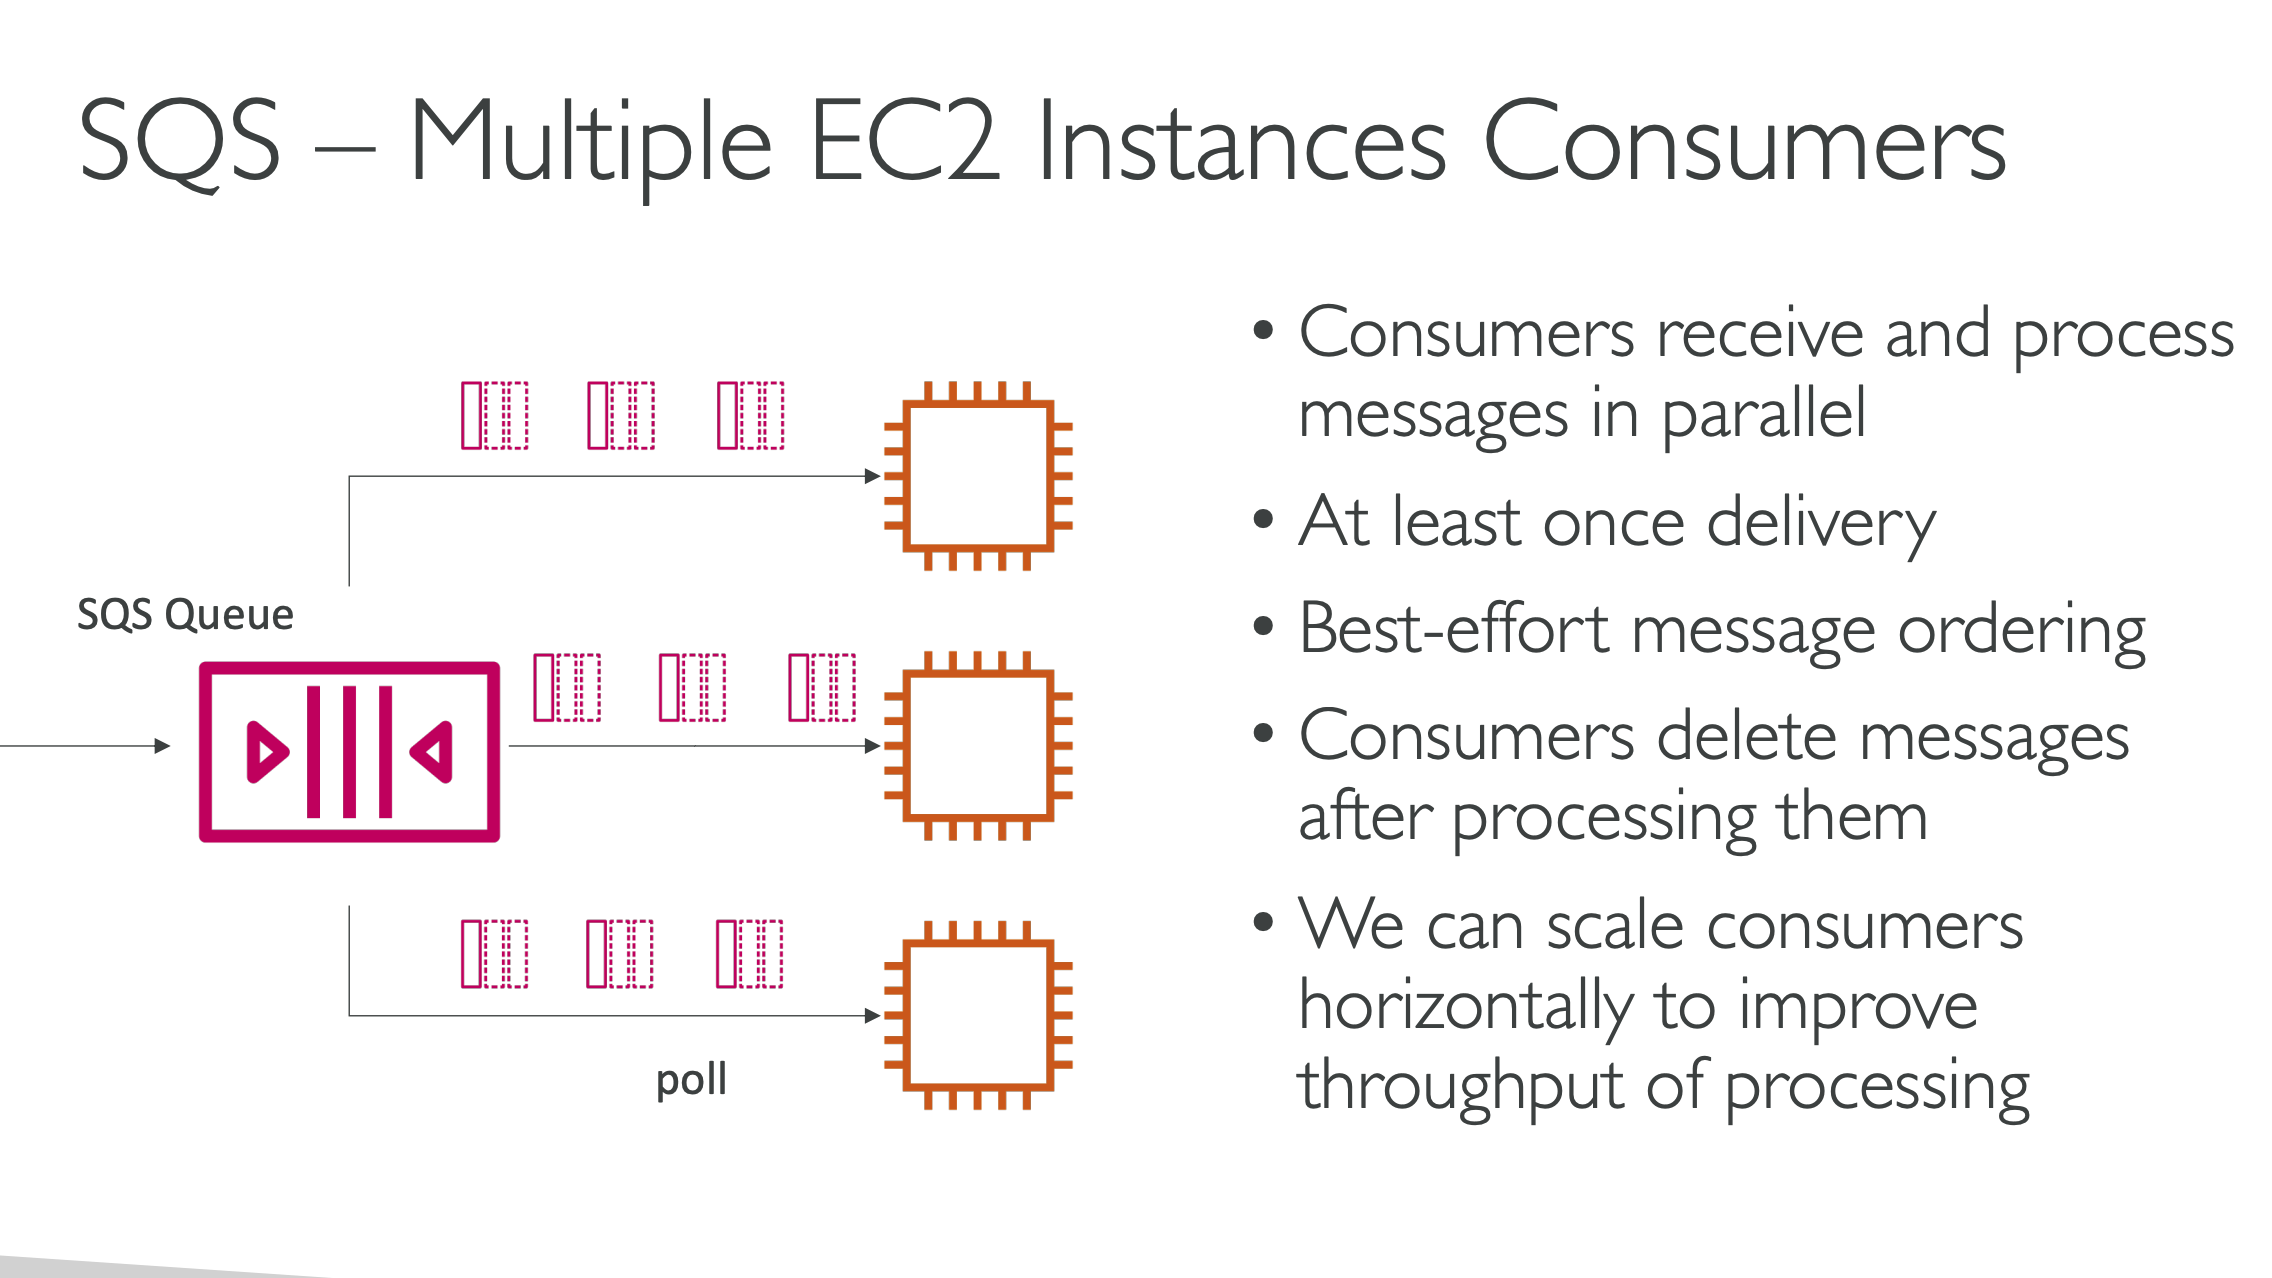 SQS – Multiple EC2 Instances Consumers
SQS Queue
poll
• Consumers receive and process
messages in parallel
• At least once delivery
• Best-effort message ordering
• Consumers delete messages
after processing them
• We can scale consumers
horizontally to improve
throughput of processing